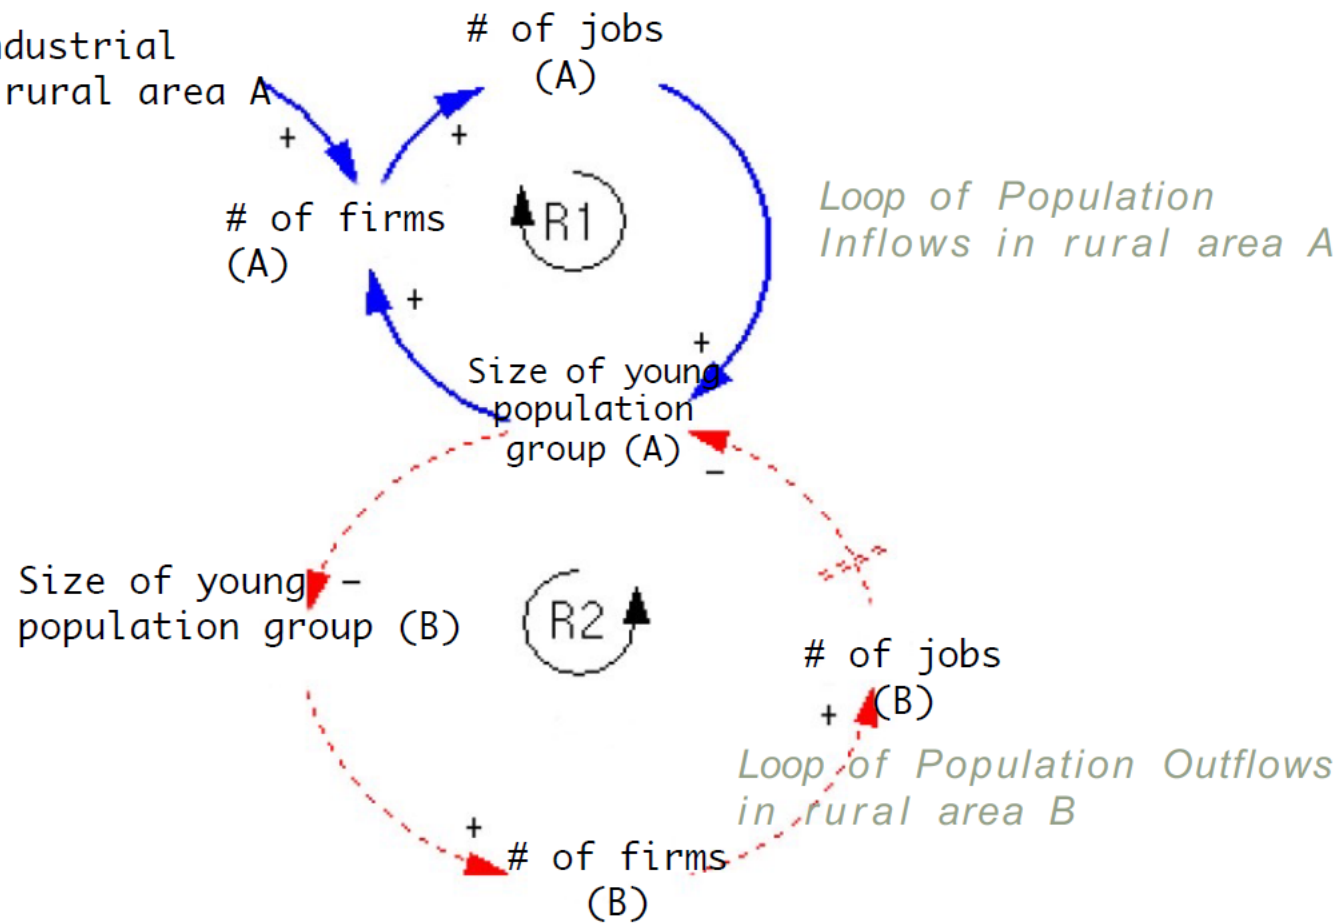 # of jobs
(A)
ndustrial
rural area A
+
+
# of firms
(A)
R1
Loop of Population
Inflows in rural area A
+
+
Size of young
population
group (A)
-
Size of young -
population group (B)
R2
# of jobs
(B)
+
Loop of Population Outflows
in rural area B
+
# of firms
(B)